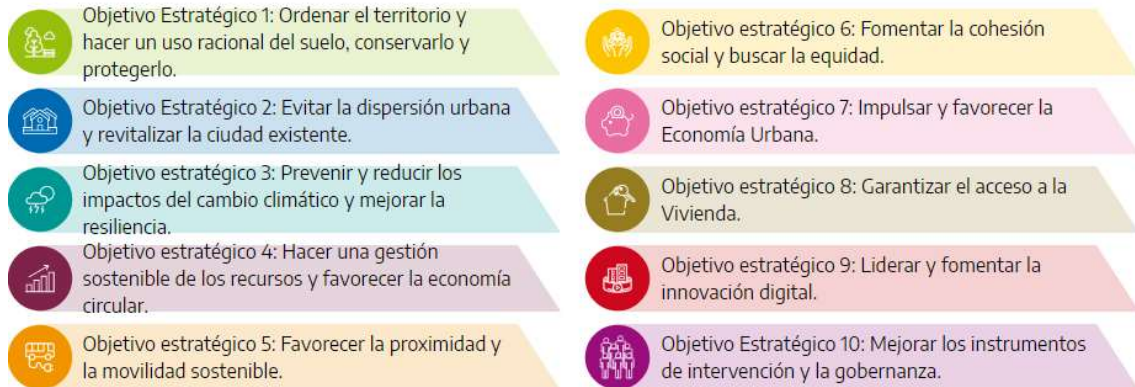 Objetivo Estratégico 1: Ordenar el territorio y
hacer un uso racional del suelo, conservarlo y
protegerlo.
Objetivo Estratégico 2: Evitar la dispersión urbana
y revitalizar la ciudad existente.
Objetivo estratégico 3: Prevenir y reducir los
impactos del cambio climático y mejorar la
resiliencia.
Objetivo estratégico 4: Hacer una gestión
sostenible de los recursos y favorecer la economía
circular.
Objetivo estratégico 5: Favorecer la proximidad y
la movilidad sostenible.
Objetivo estratégico 6: Fomentar la cohesión
social y buscar la equidad.
Objetivo estratégico 7: Impulsar y favorecer la
Economía Urbana.
Objetivo estratégico 8: Garantizar el acceso a la
Vivienda.
Objetivo estratégico 9: Liderar y fomentar la
innovación digital.
Objetivo Estratégico 10: Mejorar los instrumentos
de intervención y la gobernanza.